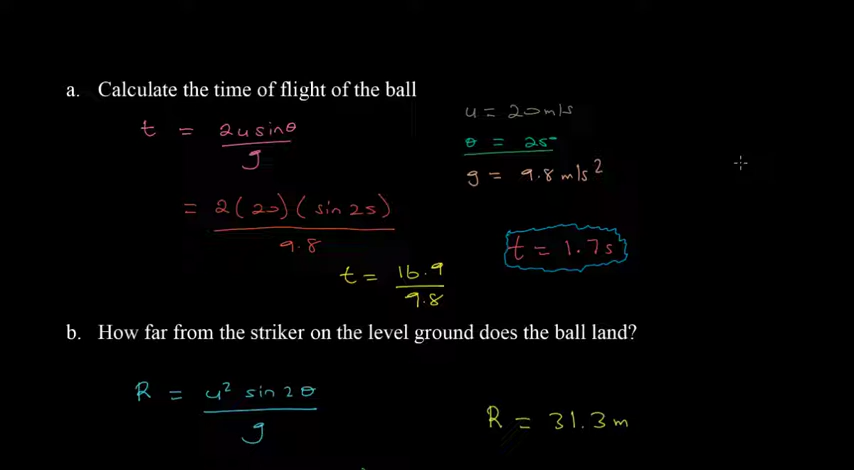 a. Calculate the time of flight of the ball
u = 20m/s
t = 2usinθ / g
θ = 25°
g = 9.8 m/s²
= 2(20)(sin 25) / 9.8
t = 1.7s
t = 16.9 / 9.8
b. How far from the striker on the level ground does the ball land?
R = u² sin 2θ / g
R = 31.3 m